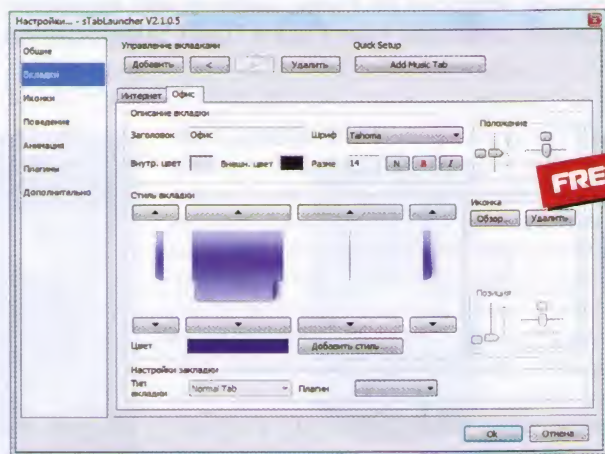 Настройки... - sTabLauncher V2.1.0.5
Общие
Вкладки
Иконки
Поведение
Анимация
Плагины
Дополнительно
Управление вкладками
Quick Setup
Добавить
<
>
Удалить
Add Music Tab
Интернет
Офис
Описание вкладки
Заголовок
Офис
Шриф
Tahoma
Положение
Внутр. цвет
Внешн. цвет
Разме
14
N
B
I
FRE
Стиль вкладки
Иконка
Обзор...
Удалить
Позиция
Цвет
Добавить стиль...
Настройки закладки
Тип вкладки
Normal Tab
Плагин
Ok
Отмена